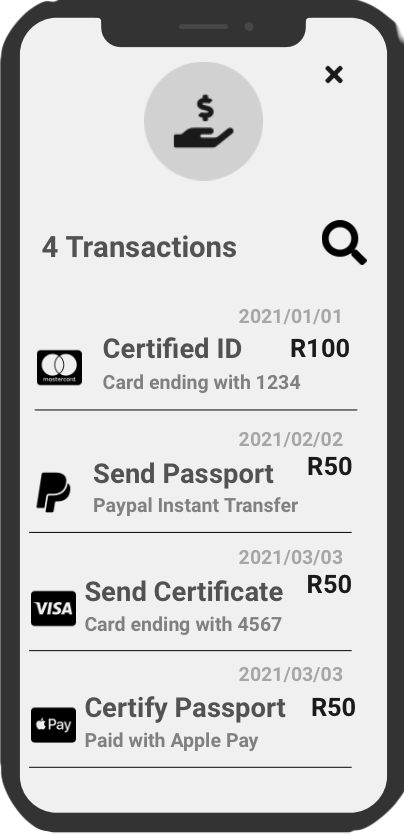 $
×
4 Transactions
2021/01/01
Certified ID R100
mastercard
Card ending with 1234
2021/02/02
Send Passport R50
Paypal Instant Transfer
2021/03/03
Send Certificate R50
VISA
Card ending with 4567
2021/03/03
Certify Passport R50
Pay
Paid with Apple Pay